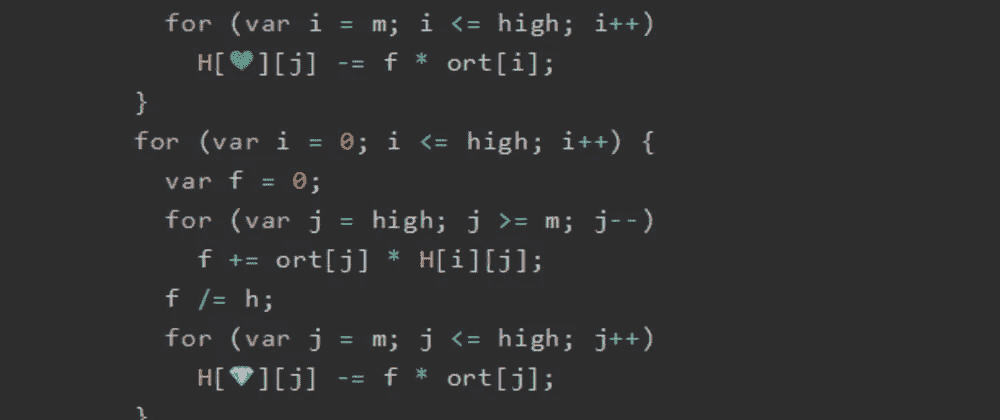 for (var i = m; i <= high; i++)
H[💚][j] -= f * ort[i];
}
for (var i = 0; i <= high; i++) {
var f = 0;
for (var j = high; j >= m; j--)
f += ort[j] * H[i][j];
f /= h;
for (var j = m; j <= high; j++)
H[💎][j] -= f * ort[j];
}